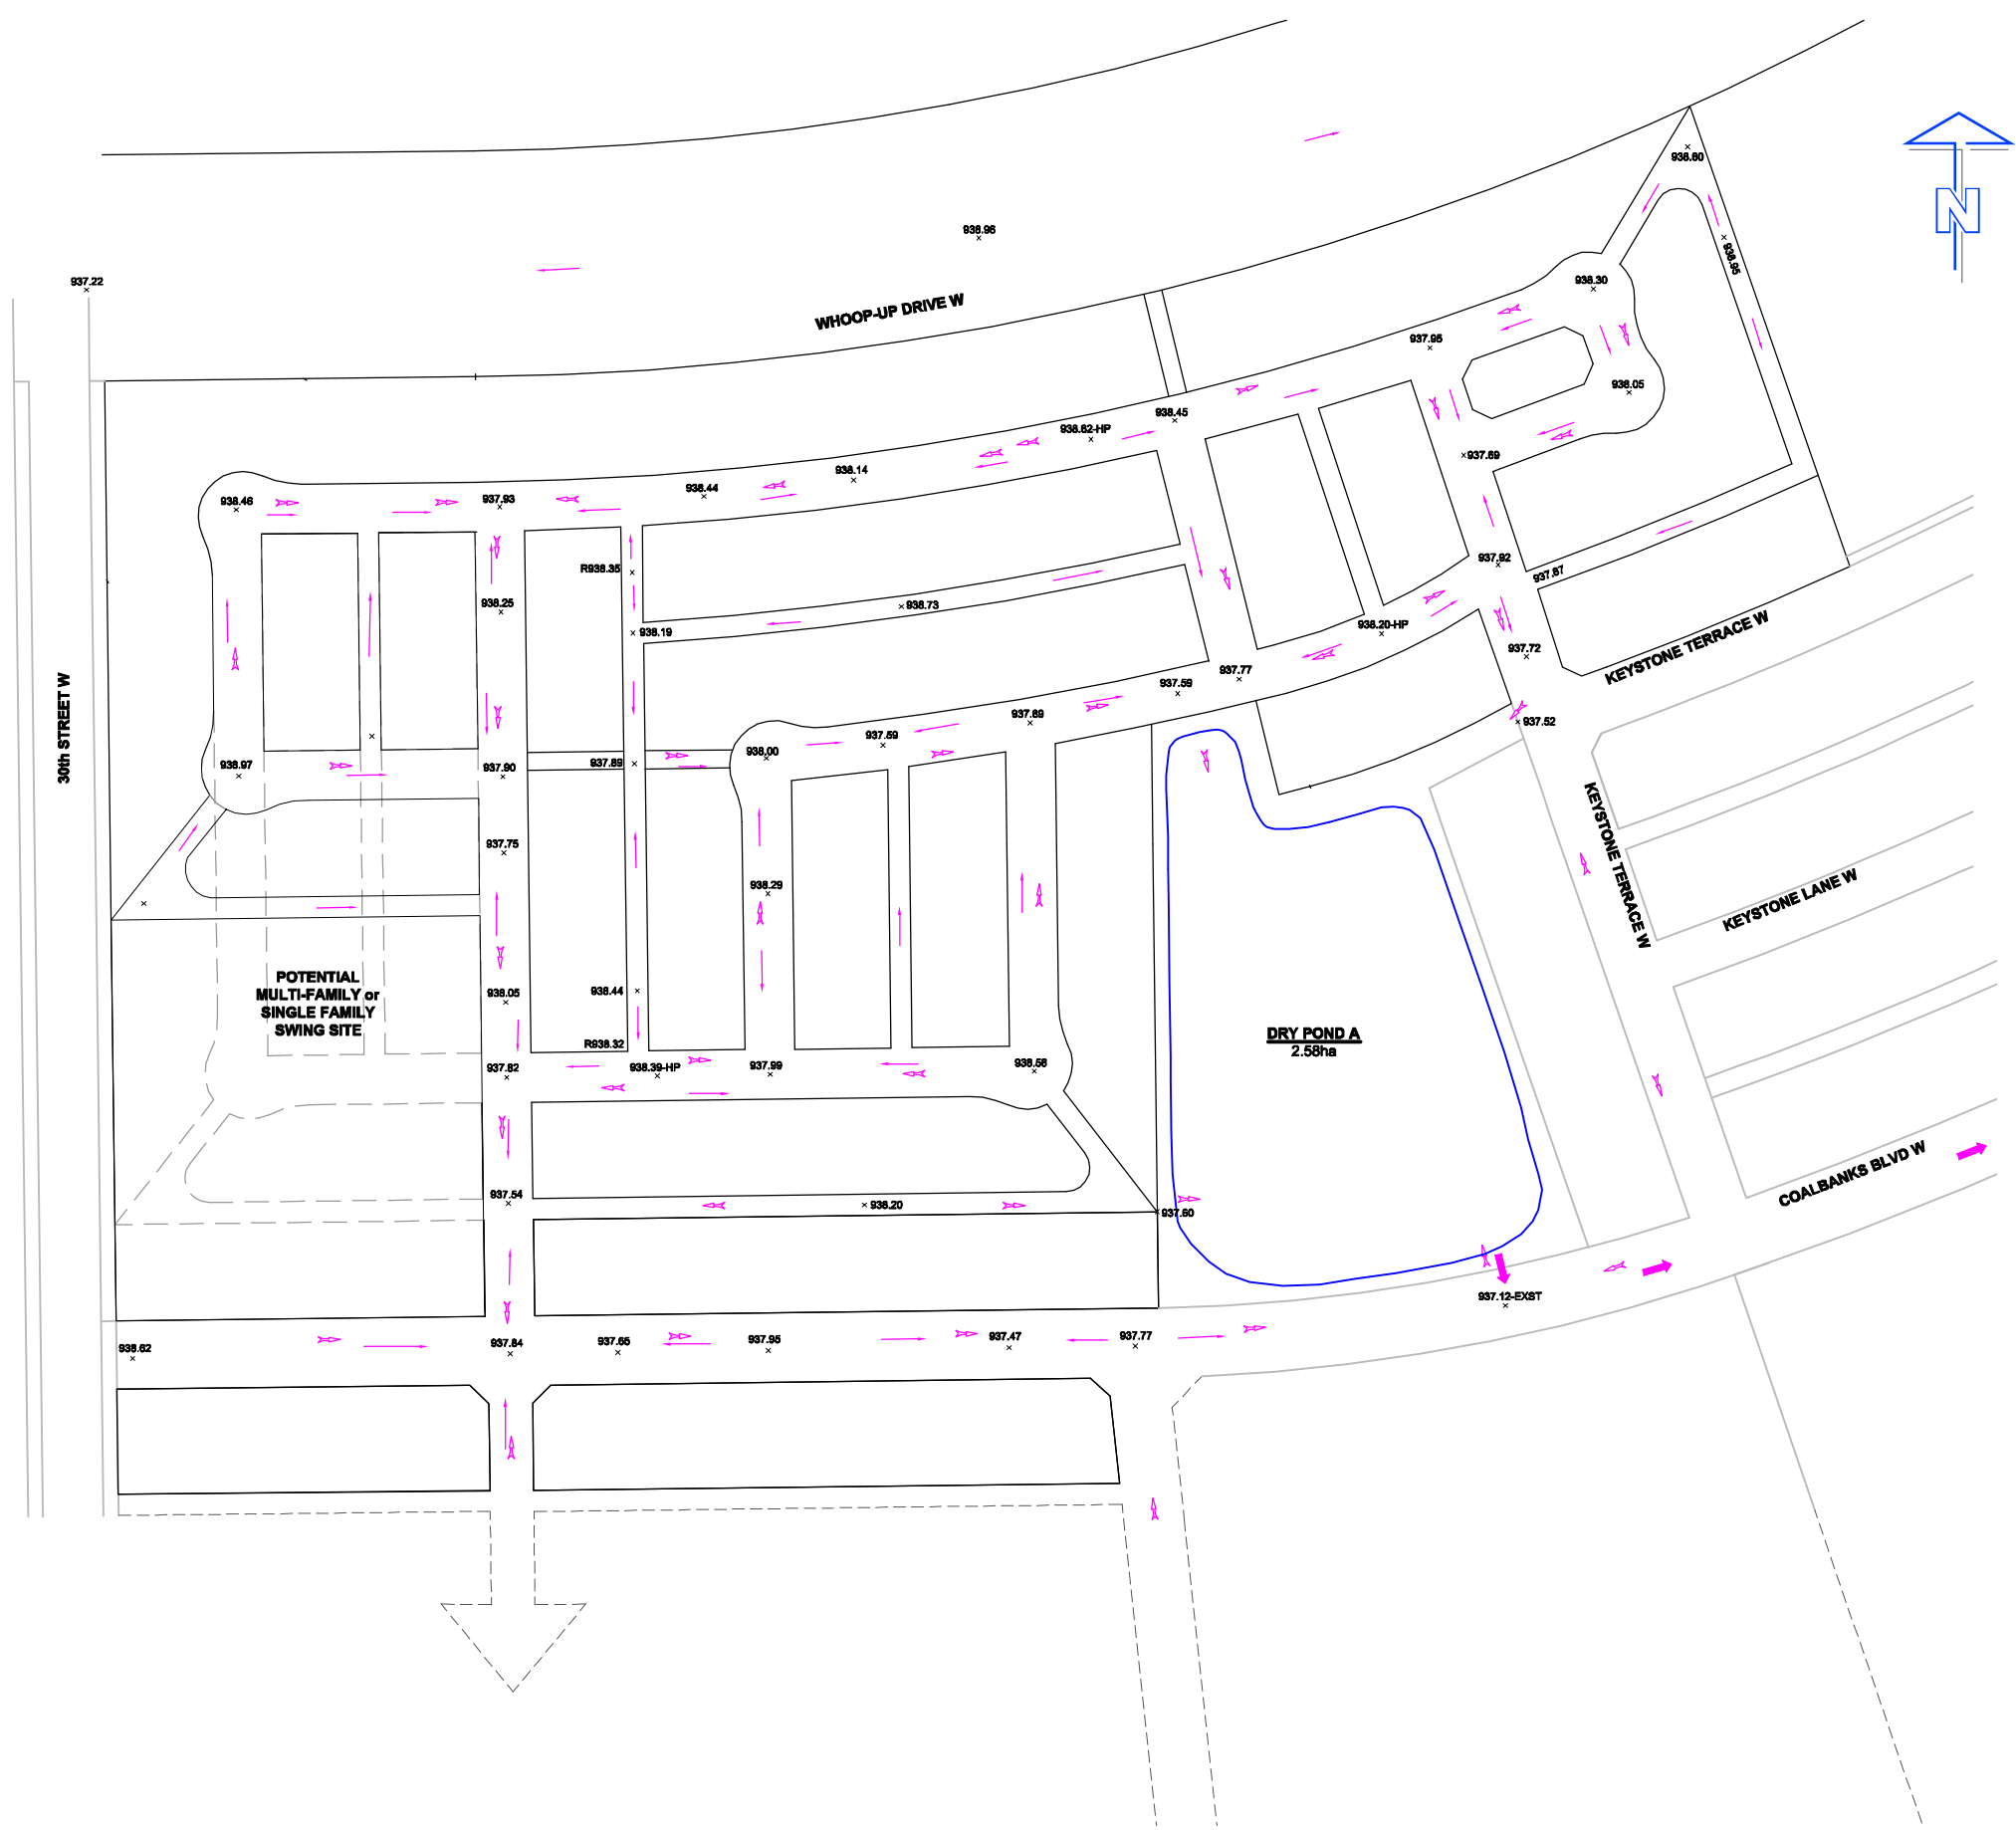 938.60
N
938.96
938.95
937.22
938.30
WHOOP-UP DRIVE W
937.95
938.05
938.45
938.62-HP
937.69
938.14
938.44
938.46
937.93
937.92
R938.35
937.87
938.25
938.73
938.19
938.20-HP
KEYSTONE TERRACE W
937.72
937.77
937.59
30th STREET W
937.89
937.52
937.59
938.00
937.89
938.97
937.90
KEYSTONE TERRACE W
937.75
938.29
KEYSTONE LANE W
POTENTIAL
MULTI-FAMILY or
SINGLE FAMILY
SWING SITE
938.44
938.05
DRY POND A
2.58ha
R938.32
937.82
938.39-HP
937.99
938.58
COALBANKS BLVD W
937.54
938.20
937.60
937.12-EXST
938.62
937.84
937.65
937.95
937.47
937.77